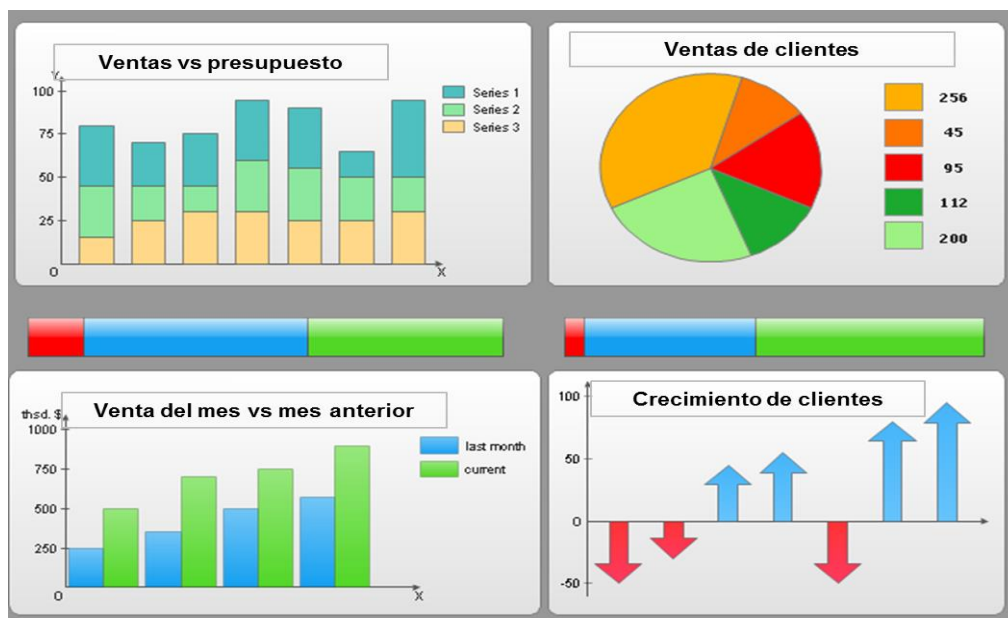 Ventas vs presupuesto
Y
100
75
50
25
O
X
Series 1
Series 2
Series 3
Ventas de clientes
256
45
95
112
200
Venta del mes vs mes anterior
thsd. $
1000
750
500
250
O
X
last month
current
Crecimiento de clientes
100
50
0
-50